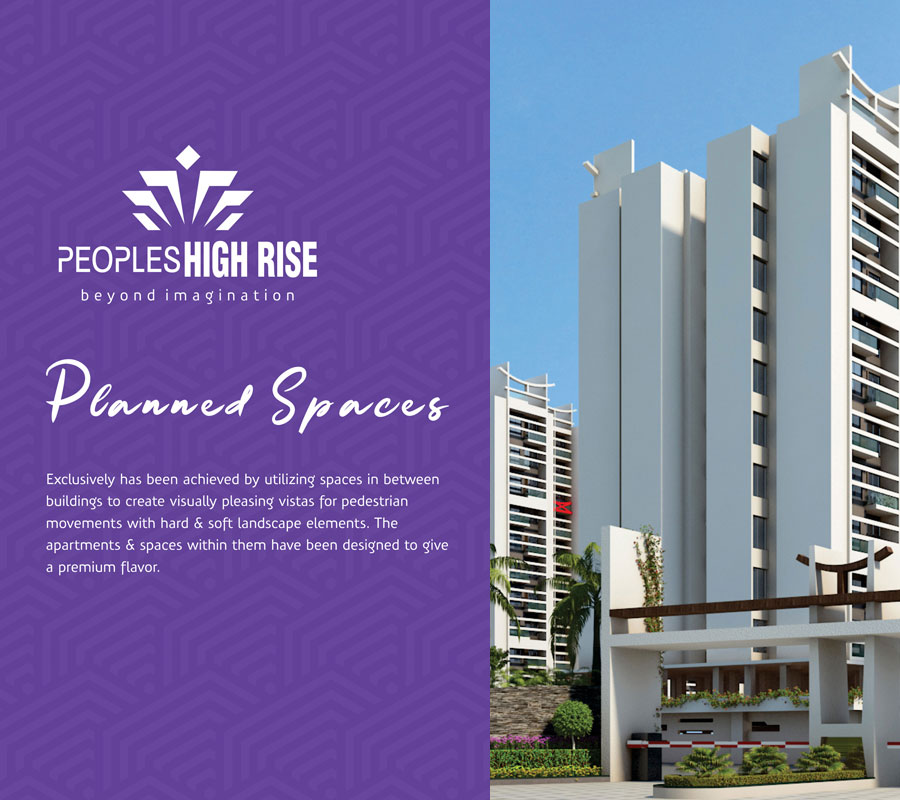 PEOPLES HIGH RISE
beyond imagination
Planned Spaces
Exclusively has been achieved by utilizing spaces in between
buildings to create visually pleasing vistas for pedestrian
movements with hard & soft landscape elements. The
apartments & spaces within them have been designed to give
a premium flavor.